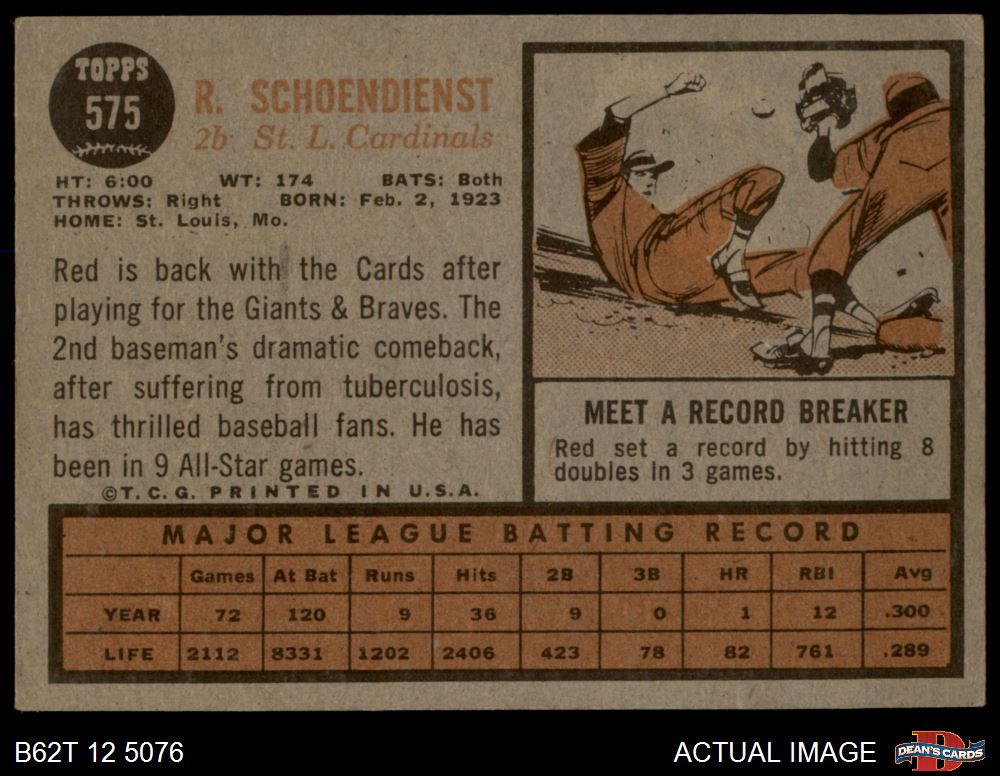 TOPPS
575
R. SCHOENDIENST
2b St. L. Cardinals
HT: 6:00 WT: 174 BATS: Both
THROWS: Right BORN: Feb. 2, 1923
HOME: St. Louis, Mo.
Red is back with the Cards after
playing for the Giants & Braves. The
2nd baseman's dramatic comeback,
after suffering from tuberculosis,
has thrilled baseball fans. He has
been in 9 All-Star games.
©T.C.G. PRINTED IN U.S.A.
MEET A RECORD BREAKER
Red set a record by hitting 8
doubles in 3 games.
MAJOR LEAGUE BATTING RECORD
Games At Bat Runs Hits 2B 3B HR RBI Avg
YEAR 72 120 9 36 9 0 1 12 .300
LIFE 2112 8331 1202 2406 423 78 82 761 .289
B62T 12 5076
ACTUAL IMAGE
D
DEAN'S CARDS